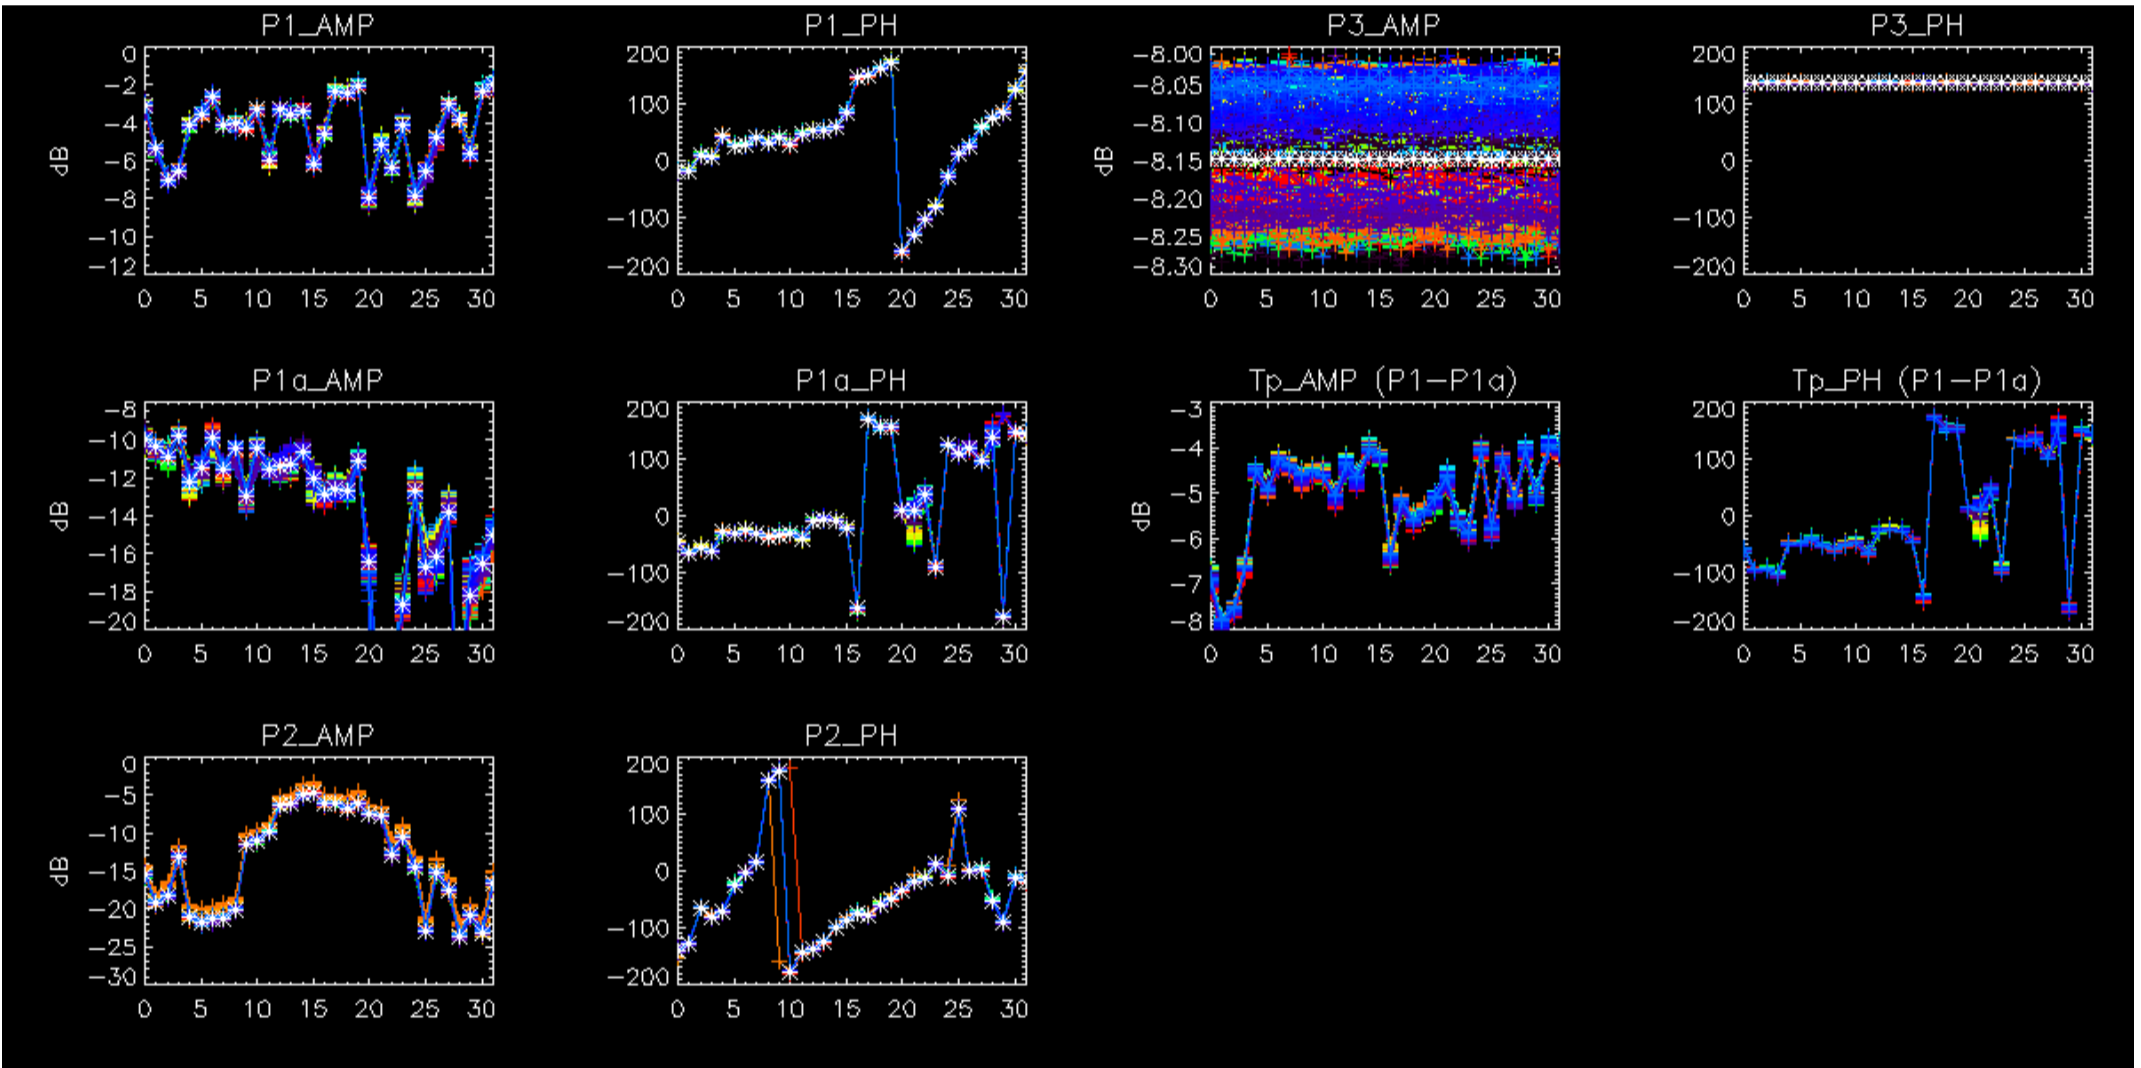 P1_AMP
0
−2
−4
−6
−8
−10
−12
dB
0 5 10 15 20 25 30
P1_PH
200
100
0
−100
−200
0 5 10 15 20 25 30
P3_AMP
−8.00
−8.05
−8.10
−8.15
−8.20
−8.25
−8.30
dB
0 5 10 15 20 25 30
P3_PH
200
100
0
−100
−200
0 5 10 15 20 25 30
P1a_AMP
−8
−10
−12
−14
−16
−18
−20
dB
0 5 10 15 20 25 30
P1a_PH
200
100
0
−100
−200
0 5 10 15 20 25 30
Tp_AMP (P1−P1a)
−3
−4
−5
−6
−7
−8
dB
0 5 10 15 20 25 30
Tp_PH (P1−P1a)
200
100
0
−100
−200
0 5 10 15 20 25 30
P2_AMP
0
−5
−10
−15
−20
−25
−30
dB
0 5 10 15 20 25 30
P2_PH
200
100
0
−100
−200
0 5 10 15 20 25 30